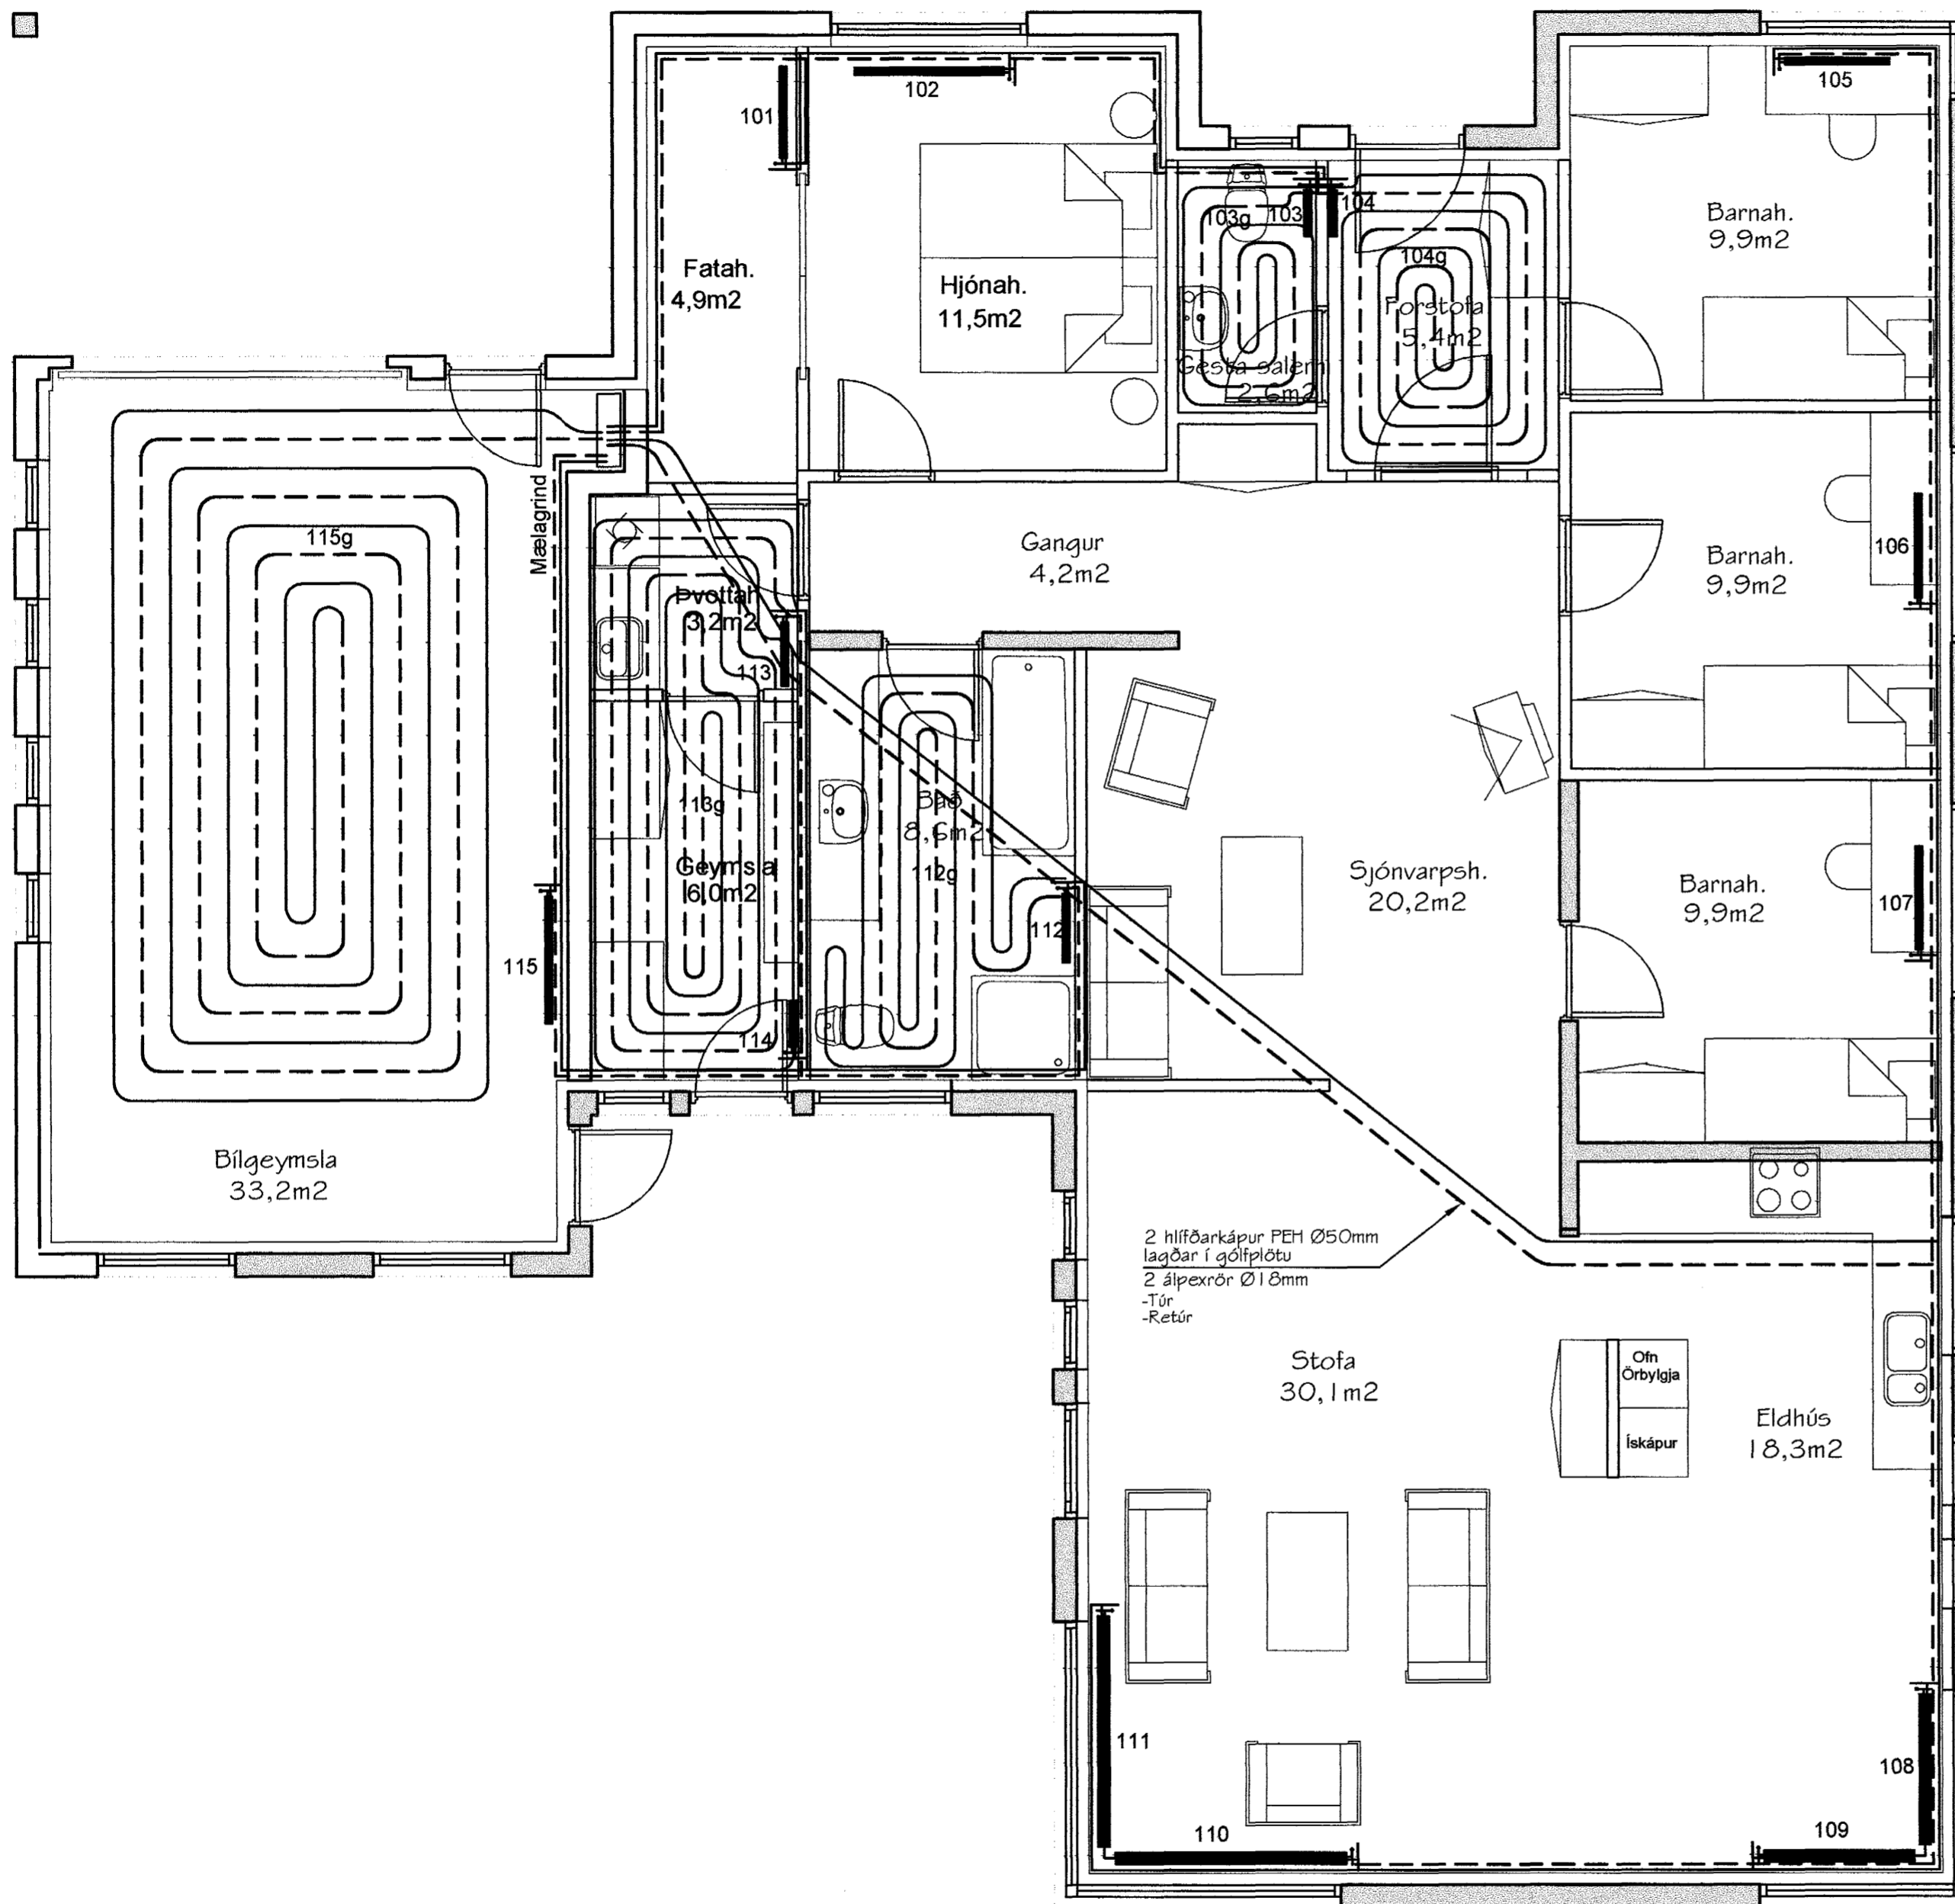 102
105
101
Fatah.
4,9m2
Hjónah.
11,5m2
103g
103
104
104g
Forstofa
5,4m2
Gesta salern
2,6m2
Barnah.
9,9m2
Mælagrind
115g
Gangur
4,2m2
Barnah.
9,9m2
106
Þvottah
3,2m2
113
113g
Geymsla
6,0m2
Bað
8,6m2
112g
112
Sjónvarpsh.
20,2m2
Barnah.
9,9m2
107
115
114
Bílgeymsla
33,2m2
2 hlífðarkápur PEH Ø50mm
lagðar í gólfplötu
2 álpexrör Ø18mm
-Túr
-Retúr
Stofa
30,1m2
Ofn
Örbylgja
Ískápur
Eldhús
18,3m2
111
108
110
109